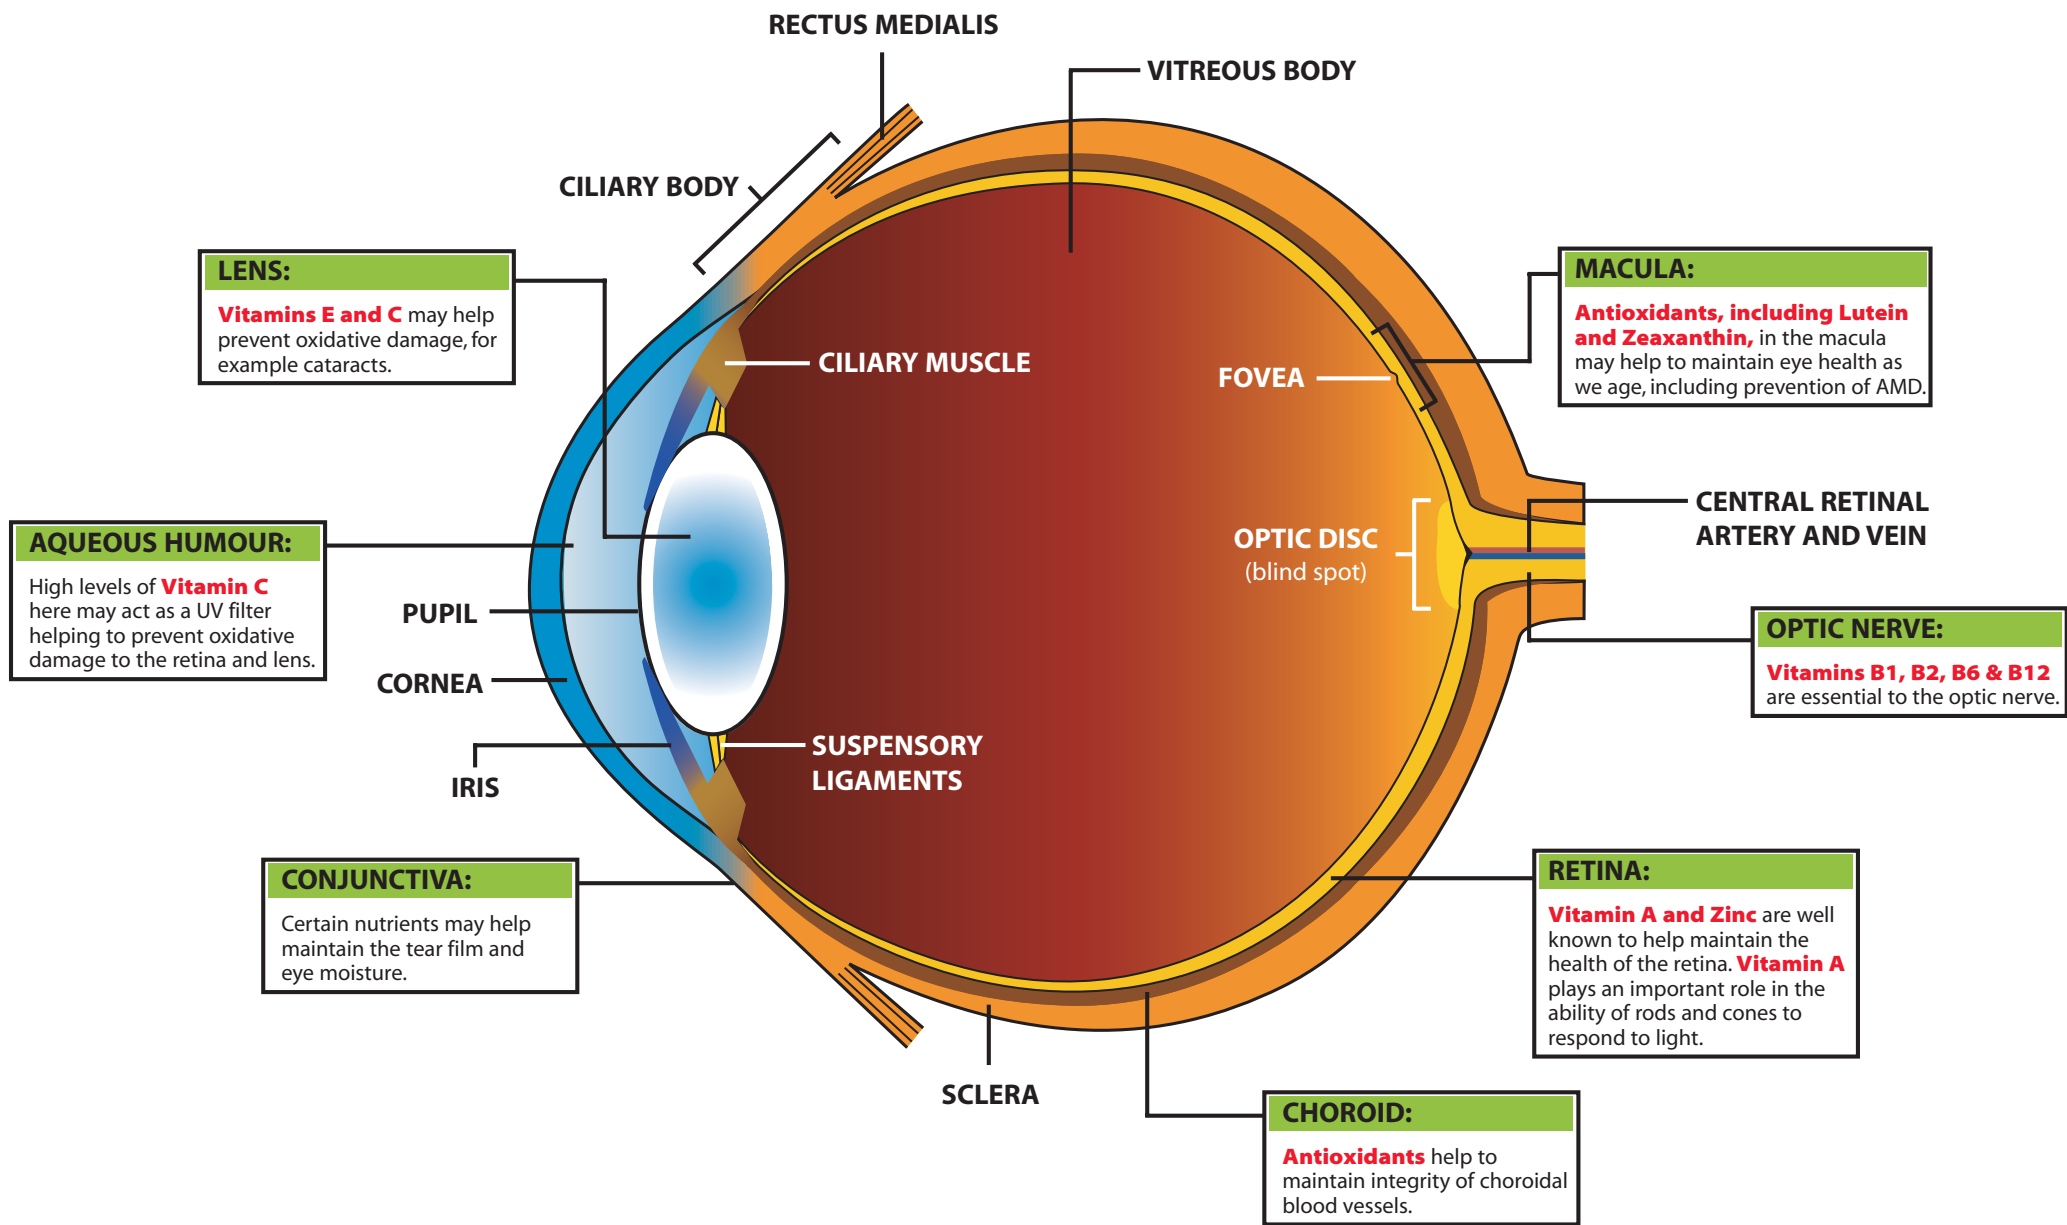 RECTUS MEDIALIS
VITREOUS BODY
CILIARY BODY
LENS:
Vitamins E and C may help
prevent oxidative damage, for
example cataracts.
MACULA:
Antioxidants, including Lutein
and Zeaxanthin, in the macula
may help to maintain eye health as
we age, including prevention of AMD.
CILIARY MUSCLE
FOVEA
CENTRAL RETINAL
ARTERY AND VEIN
AQUEOUS HUMOUR:
High levels of Vitamin C
here may act as a UV filter
helping to prevent oxidative
damage to the retina and lens.
OPTIC DISC
(blind spot)
PUPIL
CORNEA
OPTIC NERVE:
Vitamins B1, B2, B6 & B12
are essential to the optic nerve.
SUSPENSORY
LIGAMENTS
IRIS
CONJUNCTIVA:
Certain nutrients may help
maintain the tear film and
eye moisture.
RETINA:
Vitamin A and Zinc are well
known to help maintain the
health of the retina. Vitamin A
plays an important role in the
ability of rods and cones to
respond to light.
SCLERA
CHOROID:
Antioxidants help to
maintain integrity of choroidal
blood vessels.